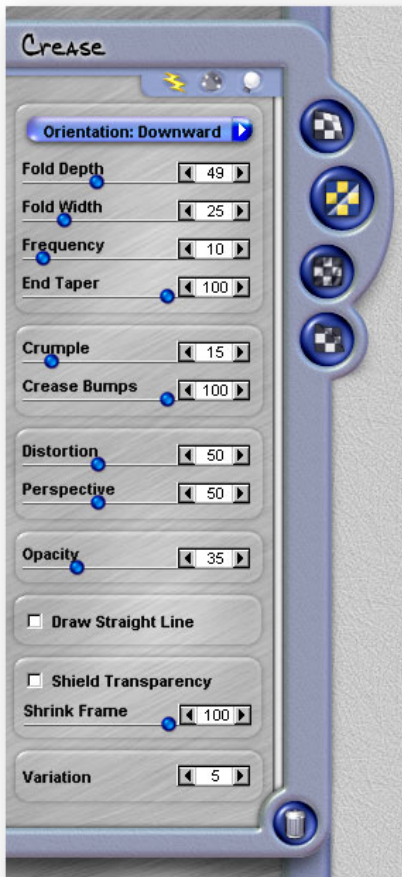 Crease
Orientation: Downward
Fold Depth 49
Fold Width 25
Frequency 10
End Taper 100
Crumple 15
Crease Bumps 100
Distortion 50
Perspective 50
Opacity 35
Draw Straight Line
Shield Transparency
Shrink Frame 100
Variation 5